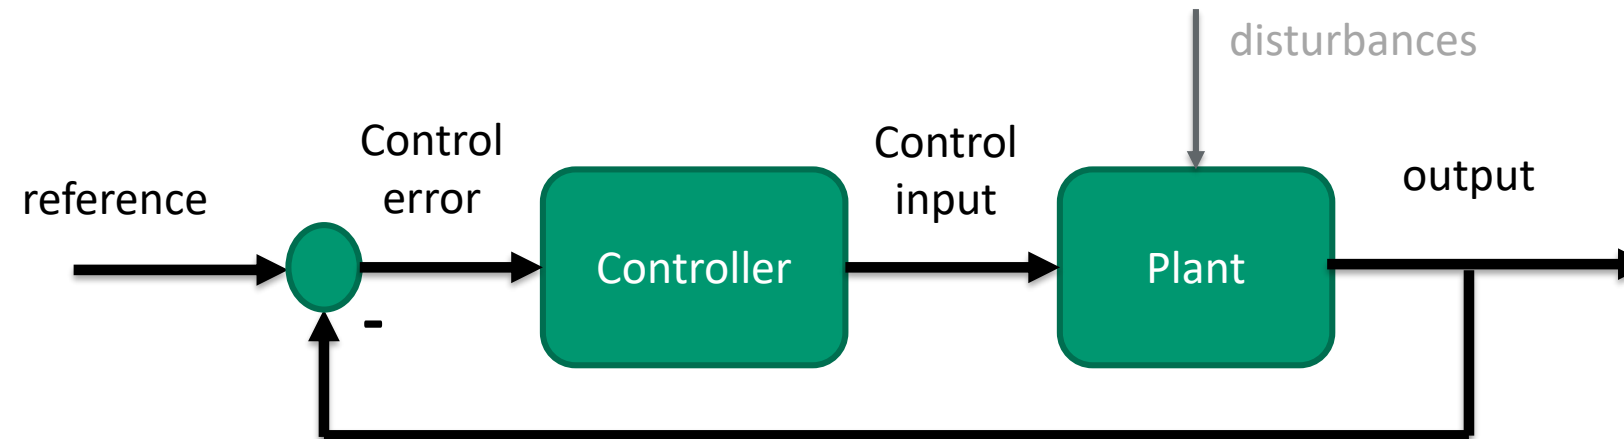 disturbances
Control
error
Control
input
output
reference
Controller
Plant
-